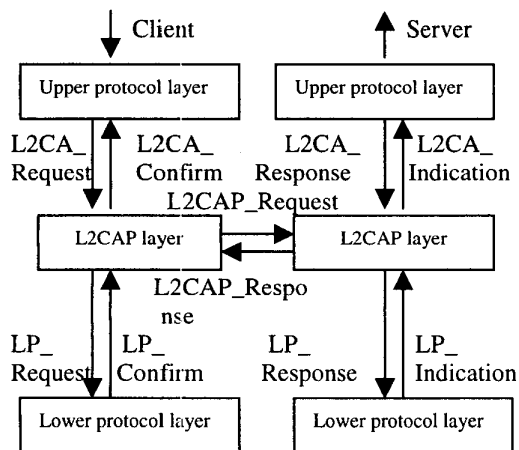 Client
Server
Upper protocol layer
Upper protocol layer
L2CA_
Request
L2CA_
Confirm
L2CA_
Response
L2CA_
Indication
L2CAP_Request
L2CAP layer
L2CAP layer
L2CAP_Respo
nse
LP_
Request
LP_
Confirm
LP_
Response
LP_
Indication
Lower protocol layer
Lower protocol layer